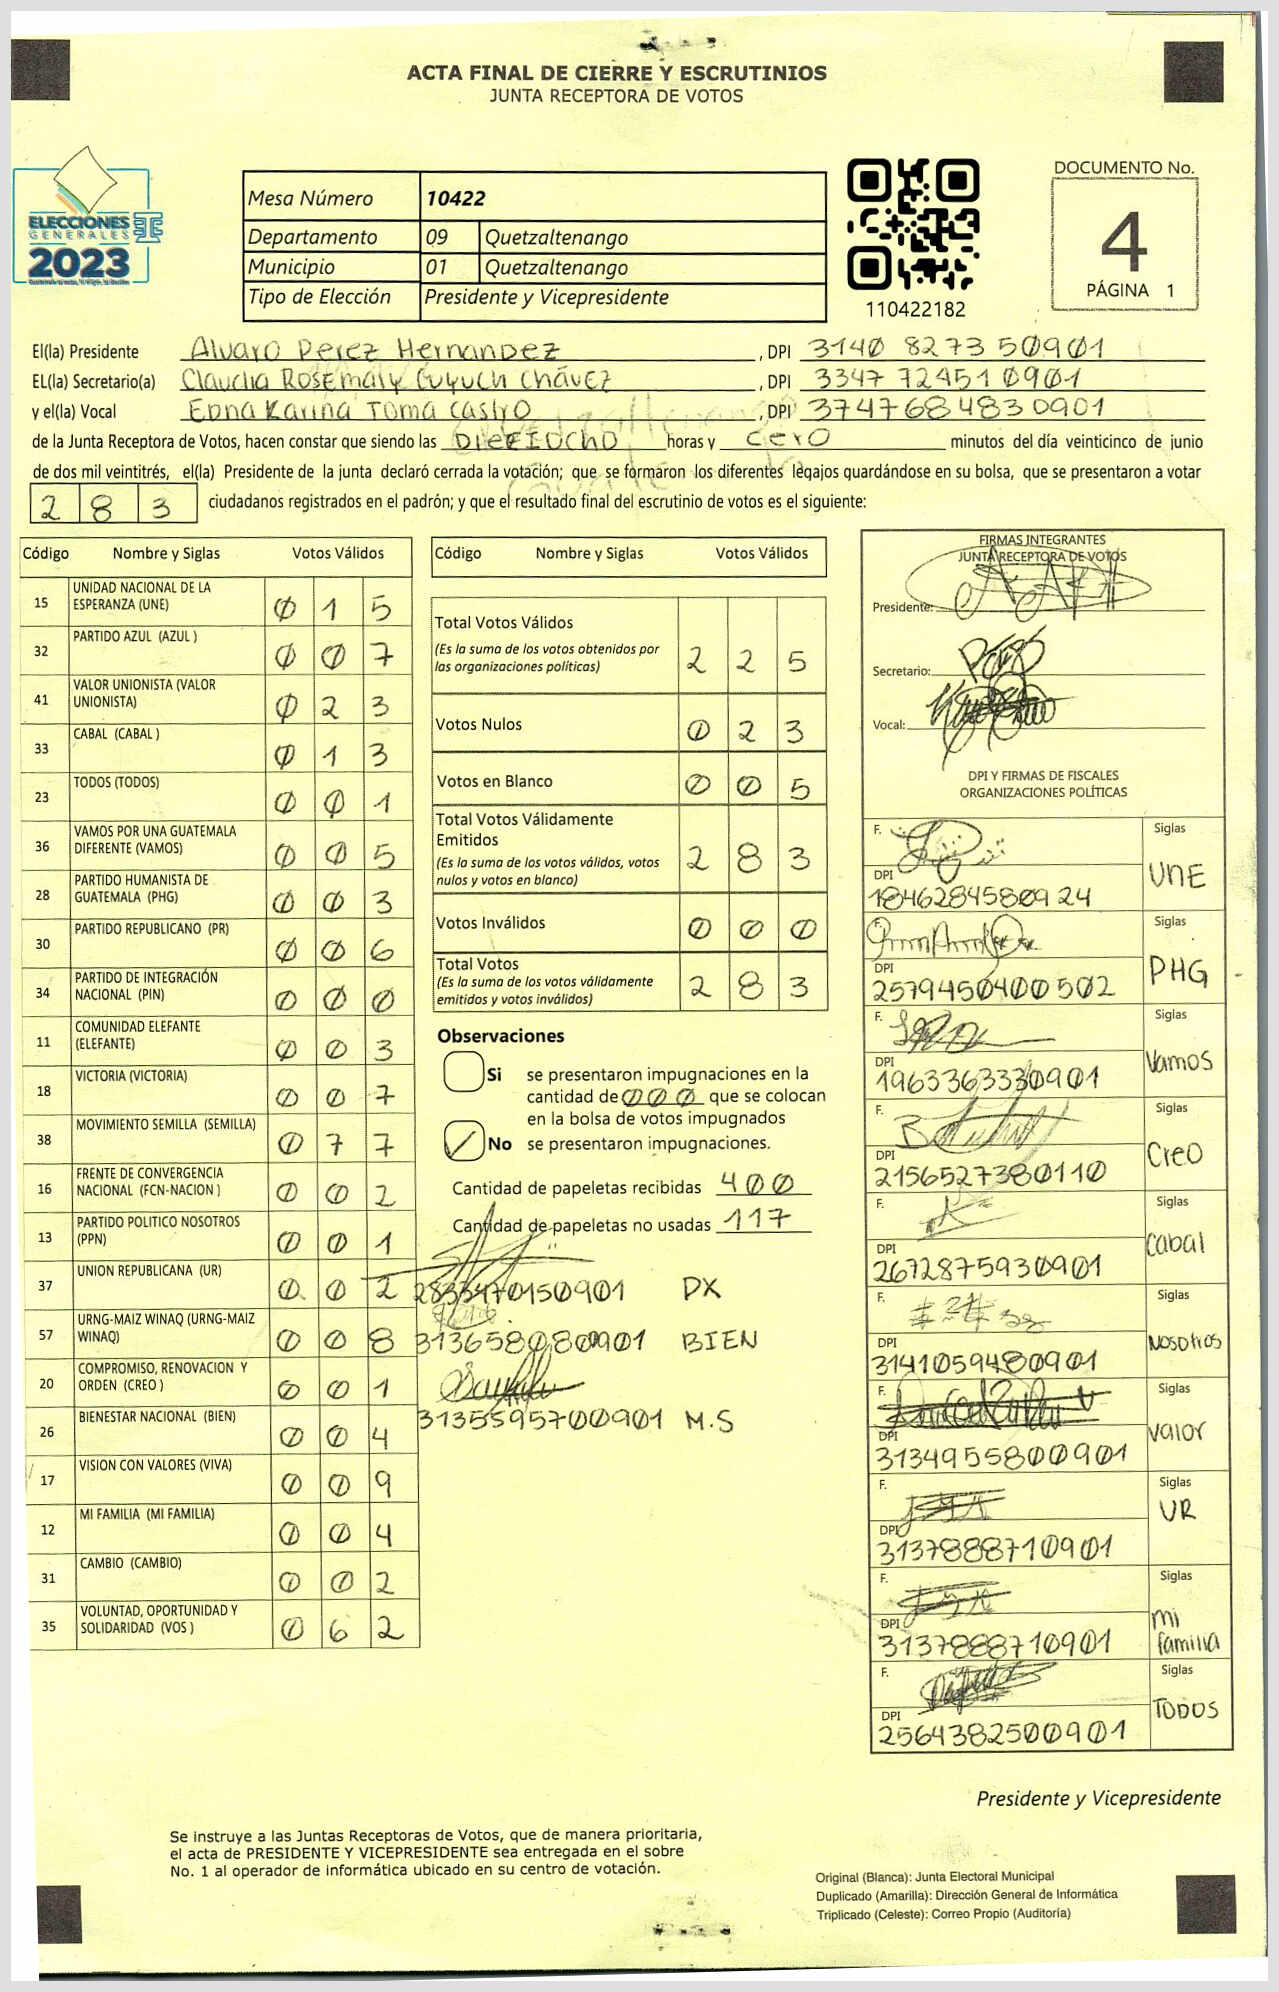 ACTA FINAL DE CIERRE Y ESCRUTINIOS
JUNTA RECEPTORA DE VOTOS
ELECCIONES
GENERALES
2023
Mesa Número 10422
Departamento 09 Quetzaltenango
Municipio 01 Quetzaltenango
Tipo de Elección Presidente y Vicepresidente
110422182
DOCUMENTO No.
4
PÁGINA 1
El(la) Presidente Alvaro Perez Hernandez, DPI 3140 8273 50901
EL(la) Secretario(a) Claudia Rosemaly Cuyuch Chávez, DPI 3347 72451 0901
y el(la) Vocal Edna Karina Toma Castro, DPI 3747684830901
de la Junta Receptora de Votos, hacen constar que siendo las Dieciocho horas y cero minutos del día veinticinco de junio
de dos mil veintitrés, el(la) Presidente de la junta declaró cerrada la votación; que se formaron los diferentes legajos guardándose en su bolsa, que se presentaron a votar
283 ciudadanos registrados en el padrón; y que el resultado final del escrutinio de votos es el siguiente:
Código Nombre y Siglas Votos Válidos
15 UNIDAD NACIONAL DE LA ESPERANZA (UNE) 0 1 5
32 PARTIDO AZUL (AZUL ) 0 0 7
41 VALOR UNIONISTA (VALOR UNIONISTA) 0 2 3
33 CABAL (CABAL ) 0 1 3
23 TODOS (TODOS) 0 0 1
36 VAMOS POR UNA GUATEMALA DIFERENTE (VAMOS) 0 0 5
28 PARTIDO HUMANISTA DE GUATEMALA (PHG) 0 0 3
30 PARTIDO REPUBLICANO (PR) 0 0 6
34 PARTIDO DE INTEGRACIÓN NACIONAL (PIN) 0 0 0
11 COMUNIDAD ELEFANTE (ELEFANTE) 0 0 3
18 VICTORIA (VICTORIA) 0 0 7
38 MOVIMIENTO SEMILLA (SEMILLA) 0 7 7
16 FRENTE DE CONVERGENCIA NACIONAL (FCN-NACION ) 0 0 2
13 PARTIDO POLITICO NOSOTROS (PPN) 0 0 1
37 UNION REPUBLICANA (UR) 0 0 2
57 URNG-MAIZ WINAQ (URNG-MAIZ WINAQ) 0 0 8
20 COMPROMISO, RENOVACION Y ORDEN (CREO ) 0 0 1
26 BIENESTAR NACIONAL (BIEN) 0 0 4
17 VISION CON VALORES (VIVA) 0 0 9
12 MI FAMILIA (MI FAMILIA) 0 0 4
31 CAMBIO (CAMBIO) 0 0 2
35 VOLUNTAD, OPORTUNIDAD Y SOLIDARIDAD (VOS ) 0 6 2
Código Nombre y Siglas Votos Válidos
Total Votos Válidos 2 2 5
(Es la suma de los votos obtenidos por
las organizaciones políticas)
Votos Nulos 0 2 3
Votos en Blanco 0 0 5
Total Votos Válidamente
Emitidos 2 8 3
(Es la suma de los votos válidos, votos
nulos y votos en blanco)
Votos Inválidos 0 0 0
Total Votos 2 8 3
(Es la suma de los votos válidamente
emitidos y votos inválidos)
Observaciones
Si se presentaron impugnaciones en la
cantidad de 000 que se colocan
en la bolsa de votos impugnados
No se presentaron impugnaciones.
Cantidad de papeletas recibidas 400
Cantidad de papeletas no usadas 117
PX
BIEN
3135595700901 M.S
FIRMAS INTEGRANTES
JUNTA RECEPTORA DE VOTOS
Presidente:
Secretario:
Vocal:
DPI Y FIRMAS DE FISCALES
ORGANIZACIONES POLÍTICAS
F. Siglas
UNE
DPI
1846284580924
F. Siglas
PHG
DPI
2579450400502
F. Siglas
Vamos
DPI
1963363330901
F. Siglas
Creo
DPI
2156527380110
F. Siglas
Cabal
DPI
2672875930901
F. Siglas
Nosotros
DPI
3141059480901
F. Siglas
Valor
DPI
3134955800901
F. Siglas
UR
DPI
3137888710901
F. Siglas
mi
familia
DPI
3137888710901
F. Siglas
TODOS
DPI
2564382500901
Presidente y Vicepresidente
Se instruye a las Juntas Receptoras de Votos, que de manera prioritaria,
el acta de PRESIDENTE Y VICEPRESIDENTE sea entregada en el sobre
No. 1 al operador de informática ubicado en su centro de votación.
Original (Blanca): Junta Electoral Municipal
Duplicado (Amarilla): Dirección General de Informática
Triplicado (Celeste): Correo Propio (Auditoría)